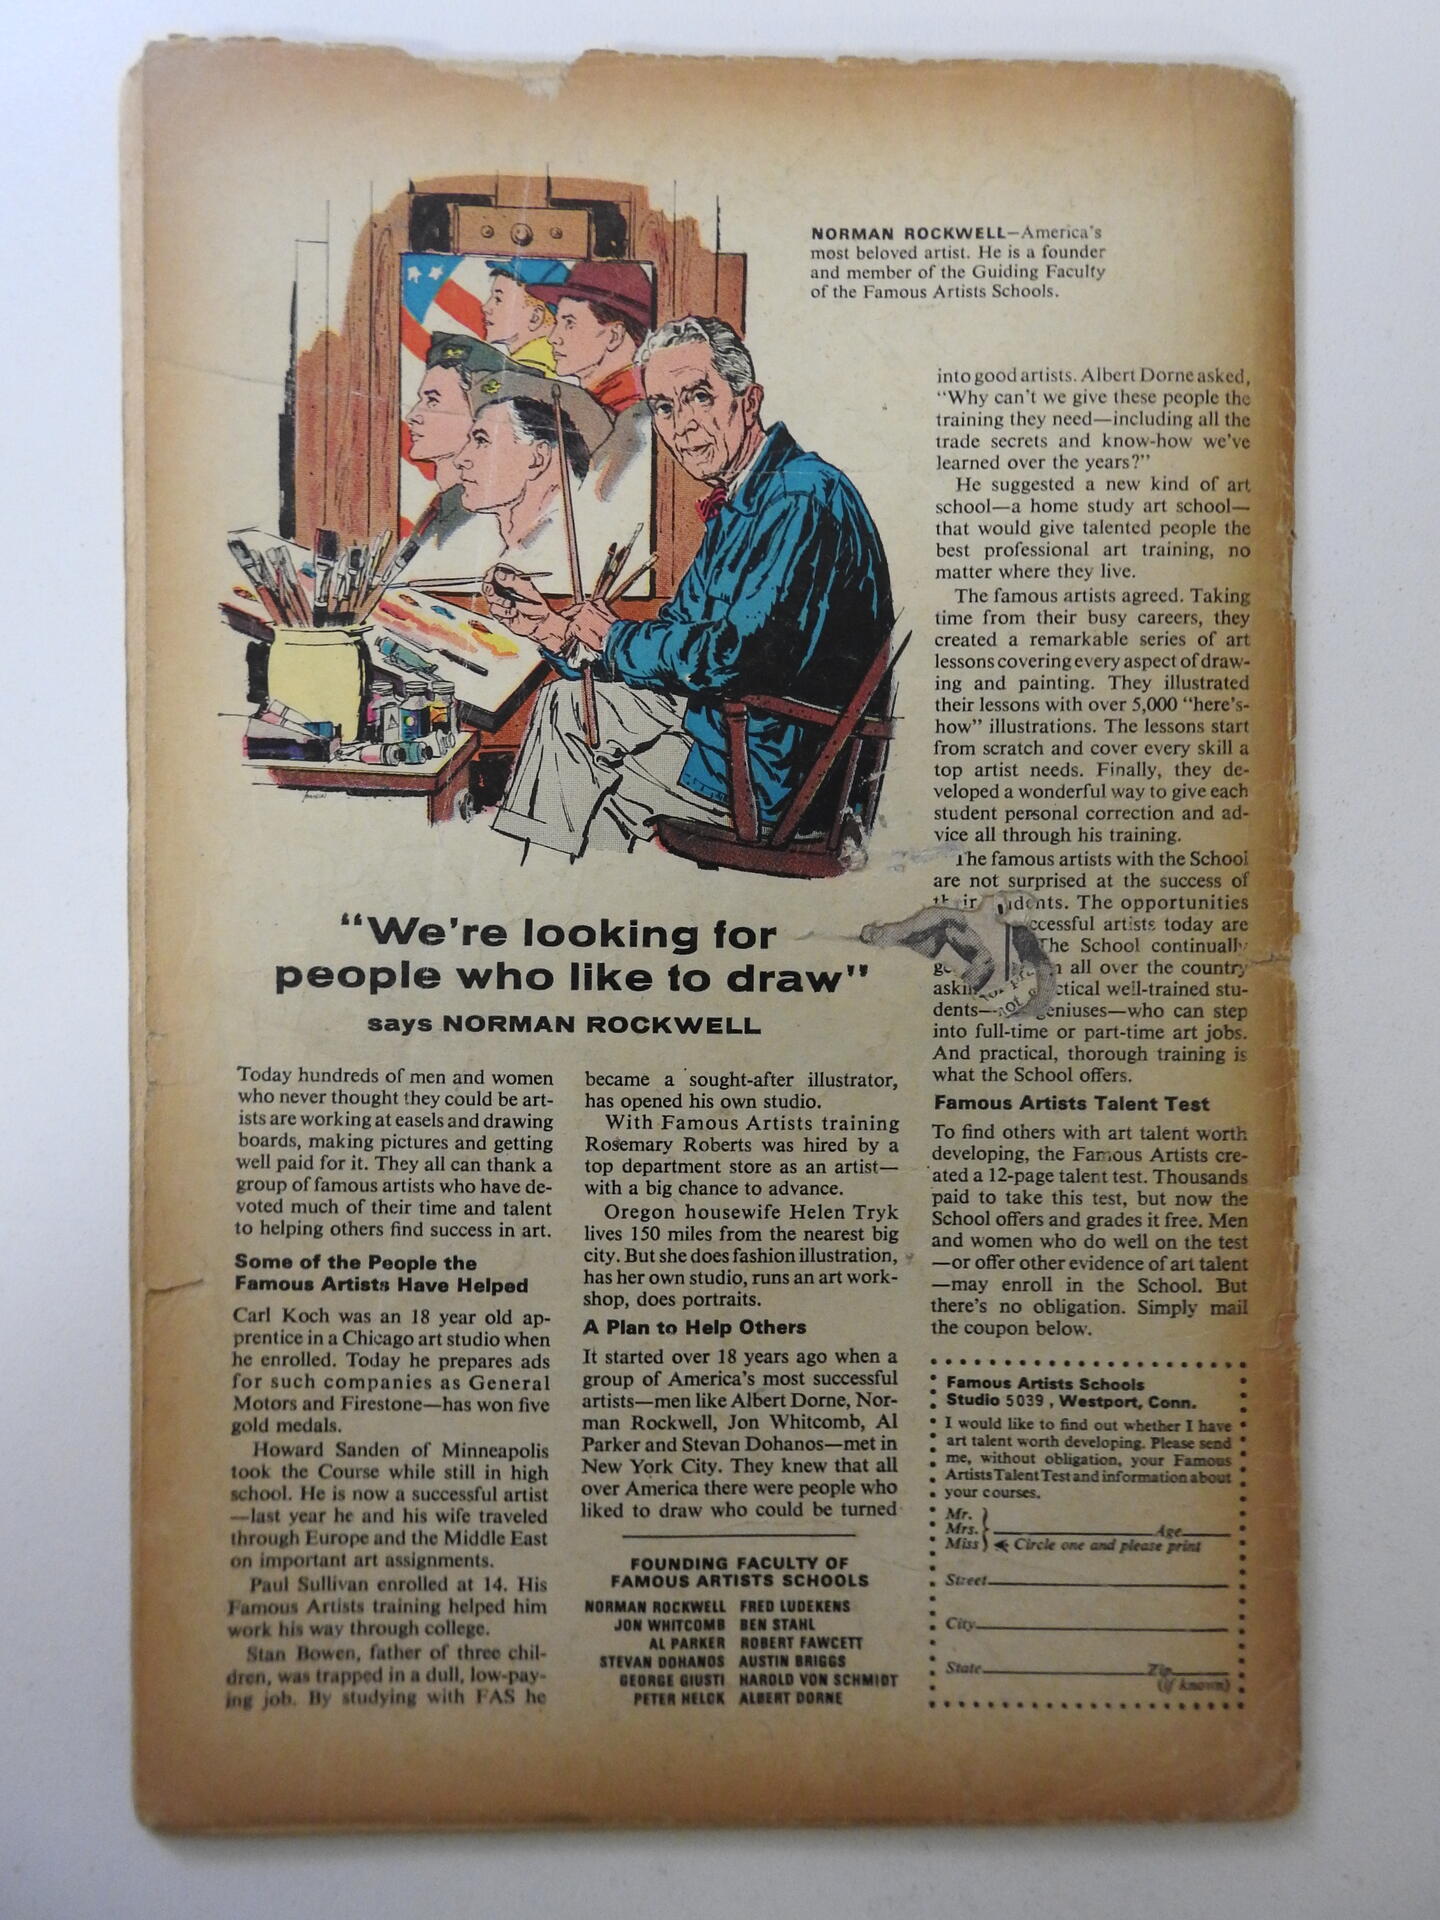 NORMAN ROCKWELL—America's
most beloved artist. He is a founder
and member of the Guiding Faculty
of the Famous Artists Schools.
"We're looking for
people who like to draw"
says NORMAN ROCKWELL
Today hundreds of men and women
who never thought they could be art-
ists are working at easels and drawing
boards, making pictures and getting
well paid for it. They all can thank a
group of famous artists who have de-
voted much of their time and talent
to helping others find success in art.
Some of the People the
Famous Artists Have Helped
Carl Koch was an 18 year old ap-
prentice in a Chicago art studio when
he enrolled. Today he prepares ads
for such companies as General
Motors and Firestone—has won five
gold medals.
Howard Sanden of Minneapolis
took the Course while still in high
school. He is now a successful artist
—last year he and his wife traveled
through Europe and the Middle East
on important art assignments.
Paul Sullivan enrolled at 14. His
Famous Artists training helped him
work his way through college.
Stan Bowen, father of three chil-
dren, was trapped in a dull, low-pay-
ing job. By studying with FAS he
became a sought-after illustrator,
has opened his own studio.
With Famous Artists training
Rosemary Roberts was hired by a
top department store as an artist—
with a big chance to advance.
Oregon housewife Helen Tryk
lives 150 miles from the nearest big
city. But she does fashion illustration,
has her own studio, runs an art work-
shop, does portraits.
A Plan to Help Others
It started over 18 years ago when a
group of America's most successful
artists—men like Albert Dorne, Nor-
man Rockwell, Jon Whitcomb, Al
Parker and Stevan Dohanos—met in
New York City. They knew that all
over America there were people who
liked to draw who could be turned
FOUNDING FACULTY OF
FAMOUS ARTISTS SCHOOLS
NORMAN ROCKWELL FRED LUDEKENS
JON WHITCOMB BEN STAHL
AL PARKER ROBERT FAWCETT
STEVAN DOHANOS AUSTIN BRIGGS
GEORGE GIUSTI HAROLD VON SCHMIDT
PETER HELCK ALBERT DORNE
into good artists. Albert Dorne asked,
"Why can't we give these people the
training they need—including all the
trade secrets and know-how we've
learned over the years?"
He suggested a new kind of art
school—a home study art school—
that would give talented people the
best professional art training, no
matter where they live.
The famous artists agreed. Taking
time from their busy careers, they
created a remarkable series of art
lessons covering every aspect of draw-
ing and painting. They illustrated
their lessons with over 5,000 "here's-
how" illustrations. The lessons start
from scratch and cover every skill a
top artist needs. Finally, they de-
veloped a wonderful way to give each
student personal correction and ad-
vice all through his training.
The famous artists with the School
are not surprised at the success of
their The opportunities
artists today are
The School continually
all over the country
well-trained stu-
dents— geniuses—who can step
into full-time or part-time art jobs.
And practical, thorough training is
what the School offers.
Famous Artists Talent Test
To find others with art talent worth
developing, the Famous Artists cre-
ated a 12-page talent test. Thousands
paid to take this test, but now the
School offers and grades it free. Men
and women who do well on the test
—or offer other evidence of art talent
—may enroll in the School. But
there's no obligation. Simply mail
the coupon below.
Famous Artists Schools
Studio 5039, Westport, Conn.
I would like to find out whether I have
art talent worth developing. Please send
me, without obligation, your Famous
Artists Talent Test and information about
your courses.
Mr.
Mrs. Age
Miss Circle one and please print
Street
City
State Zip
(if known)